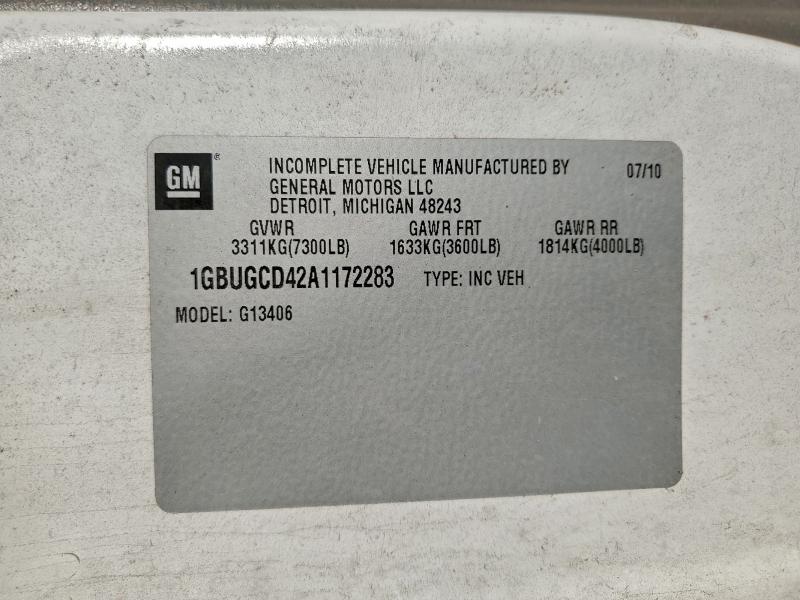 GM ®
INCOMPLETE VEHICLE MANUFACTURED BY 07/10
GENERAL MOTORS LLC
DETROIT, MICHIGAN 48243
GVWR GAWR FRT GAWR RR
3311KG(7300LB) 1633KG(3600LB) 1814KG(4000LB)
1GBUGCD42A1172283 TYPE: INC VEH
MODEL: G13406